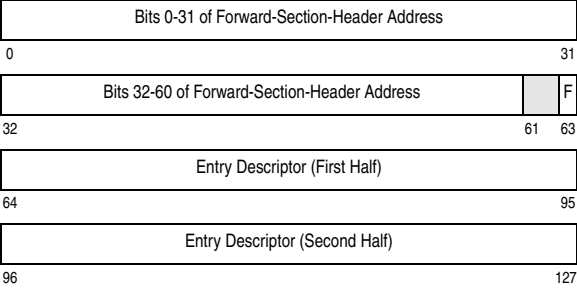 Bits 0-31 of Forward-Section-Header Address
0 31
Bits 32-60 of Forward-Section-Header Address F
32 61 63
Entry Descriptor (First Half)
64 95
Entry Descriptor (Second Half)
96 127